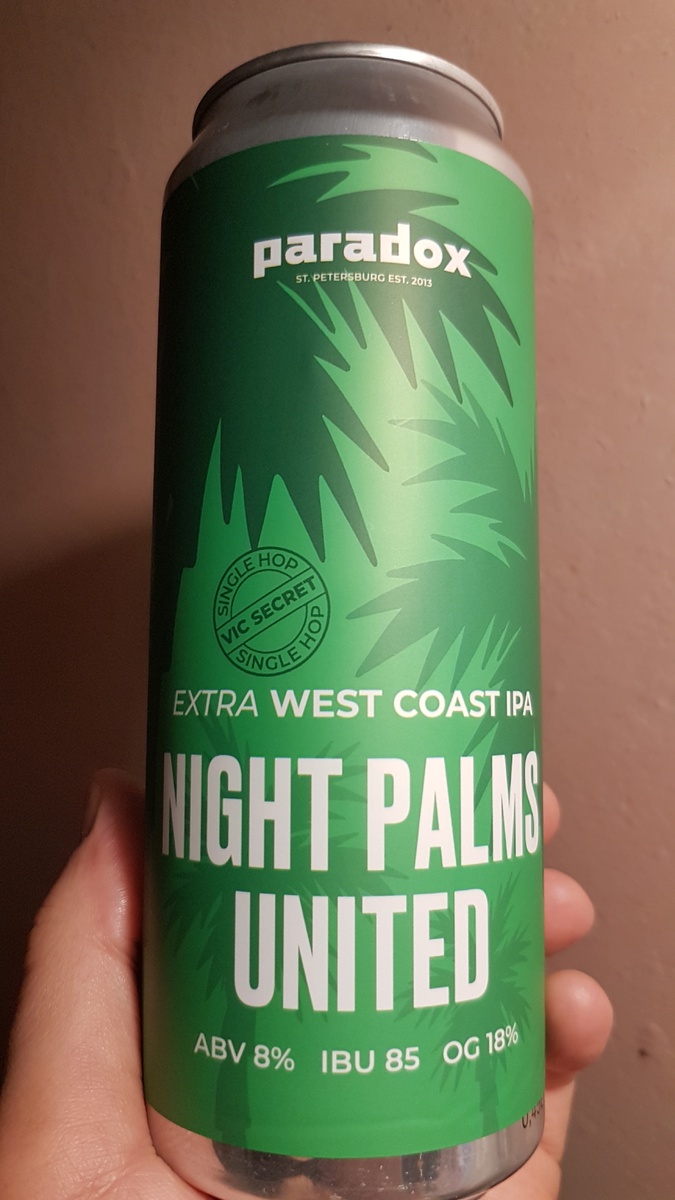 paradox
ST. PETERSBURG EST. 2013
SINGLE HOP
VIC SECRET
SINGLE HOP
EXTRA WEST COAST IPA
NIGHT PALMS
UNITED
ABV 8% IBU 85 OG 18%